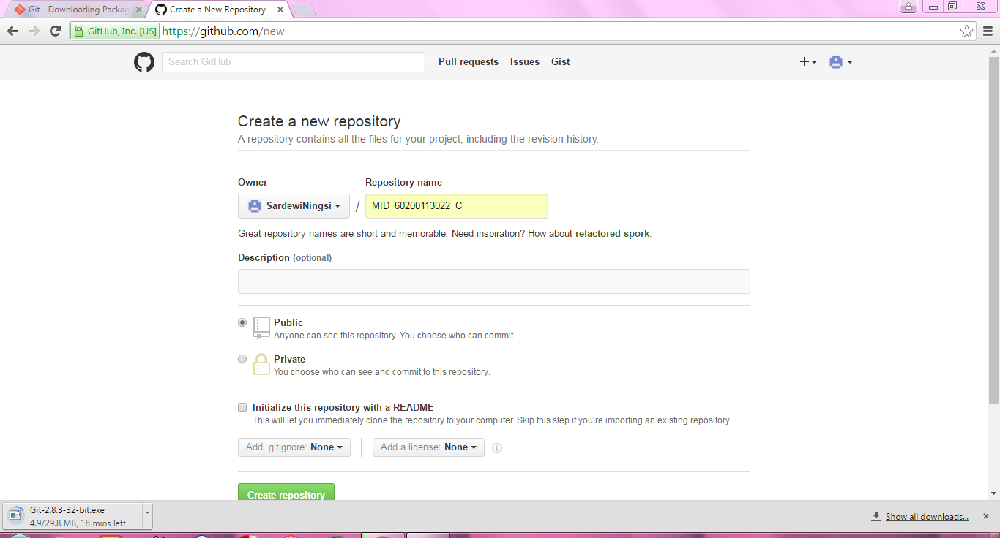 Git - Downloading Packag
Create a New Repository
GitHub, Inc. [US] https://github.com/new
Search GitHub
Pull requests Issues Gist
Create a new repository
A repository contains all the files for your project, including the revision history.
Owner Repository name
SardewiNingsi / MID_60200113022_C
Great repository names are short and memorable. Need inspiration? How about refactored-spork.
Description (optional)
Public
Anyone can see this repository. You choose who can commit.
Private
You choose who can see and commit to this repository.
Initialize this repository with a README
This will let you immediately clone the repository to your computer. Skip this step if you're importing an existing repository.
Add .gitignore: None Add a license: None
Create repository
Git-2.8.3-32-bit.exe
4.9/29.8 MB, 18 mins left
Show all downloads...